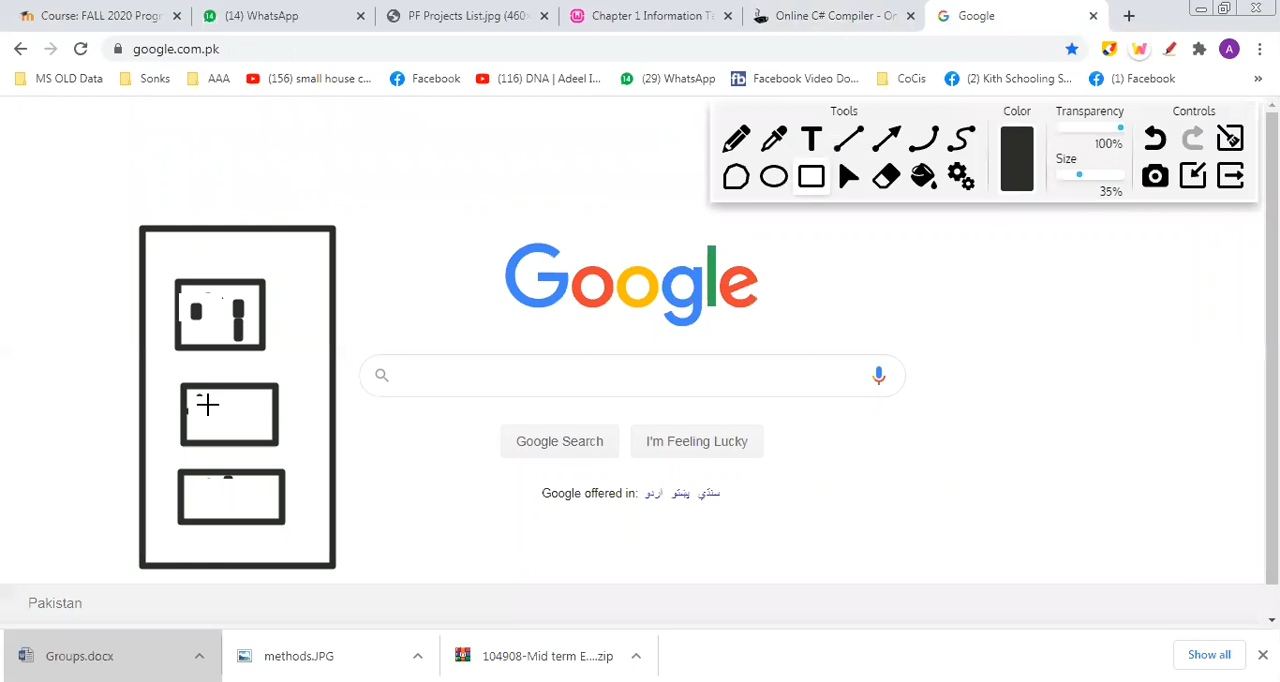 Course: FALL 2020 Progr
(14) WhatsApp
PF Projects List.jpg (460×
Chapter 1 Information Te
Online C# Compiler - On
Google
google.com.pk
A
MS OLD Data
Sonks
AAA
(156) small house c...
Facebook
(116) DNA | Adeel I...
(29) WhatsApp
Facebook Video Do...
CoCis
(2) Kith Schooling S...
(1) Facebook
»
Tools
Color
Transparency
Controls
100%
Size
35%
Google
Google Search
I'm Feeling Lucky
Google offered in: اردو پښتو سنڌي
Pakistan
Groups.docx
methods.JPG
104908-Mid term E....zip
Show all